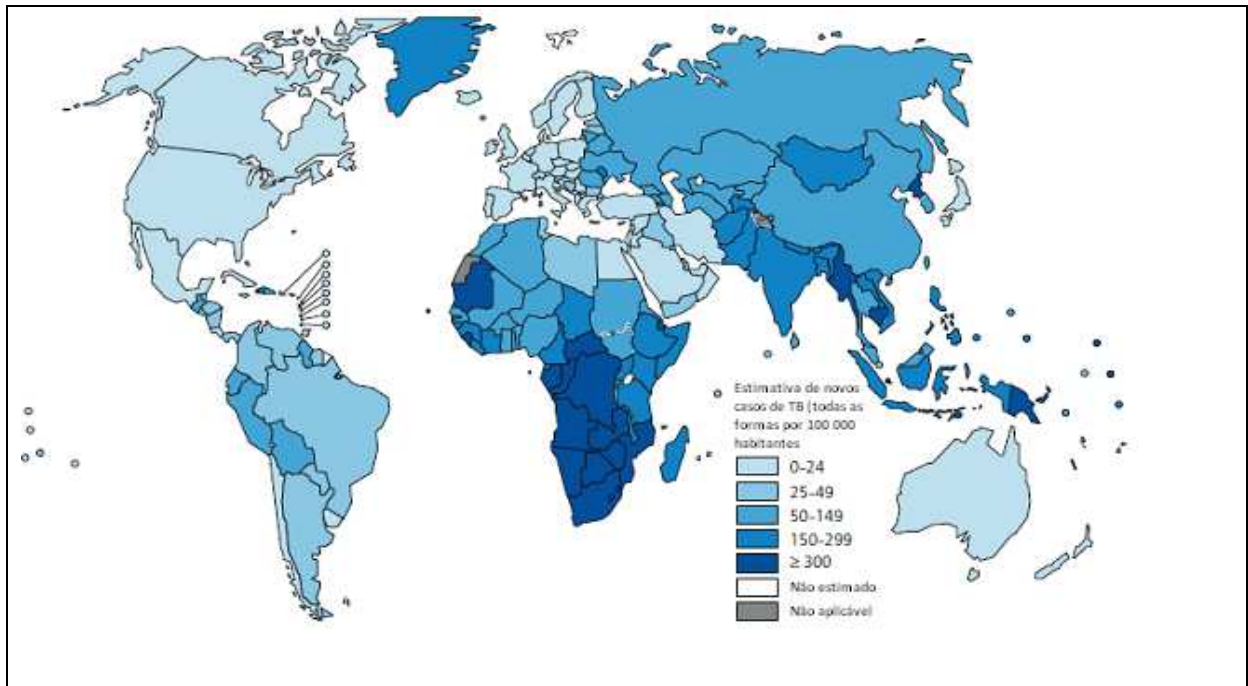 Estimativa de novos
casos de TB (todas as
formas por 100 000
habitantes
0–24
25–49
50–149
150–299
≥ 300
Não estimado
Não aplicável